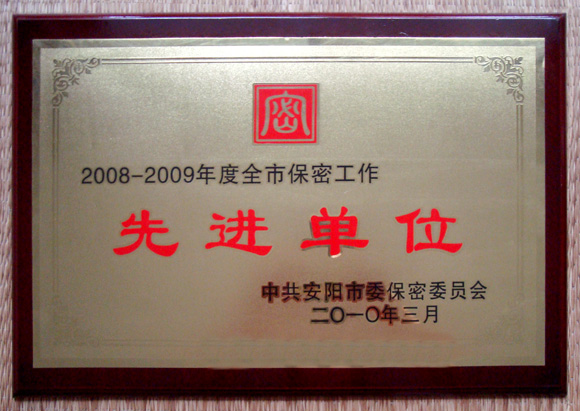 密
2008-2009年度全市保密工作
先进单位
中共安阳市委保密委员会
二〇一〇年三月